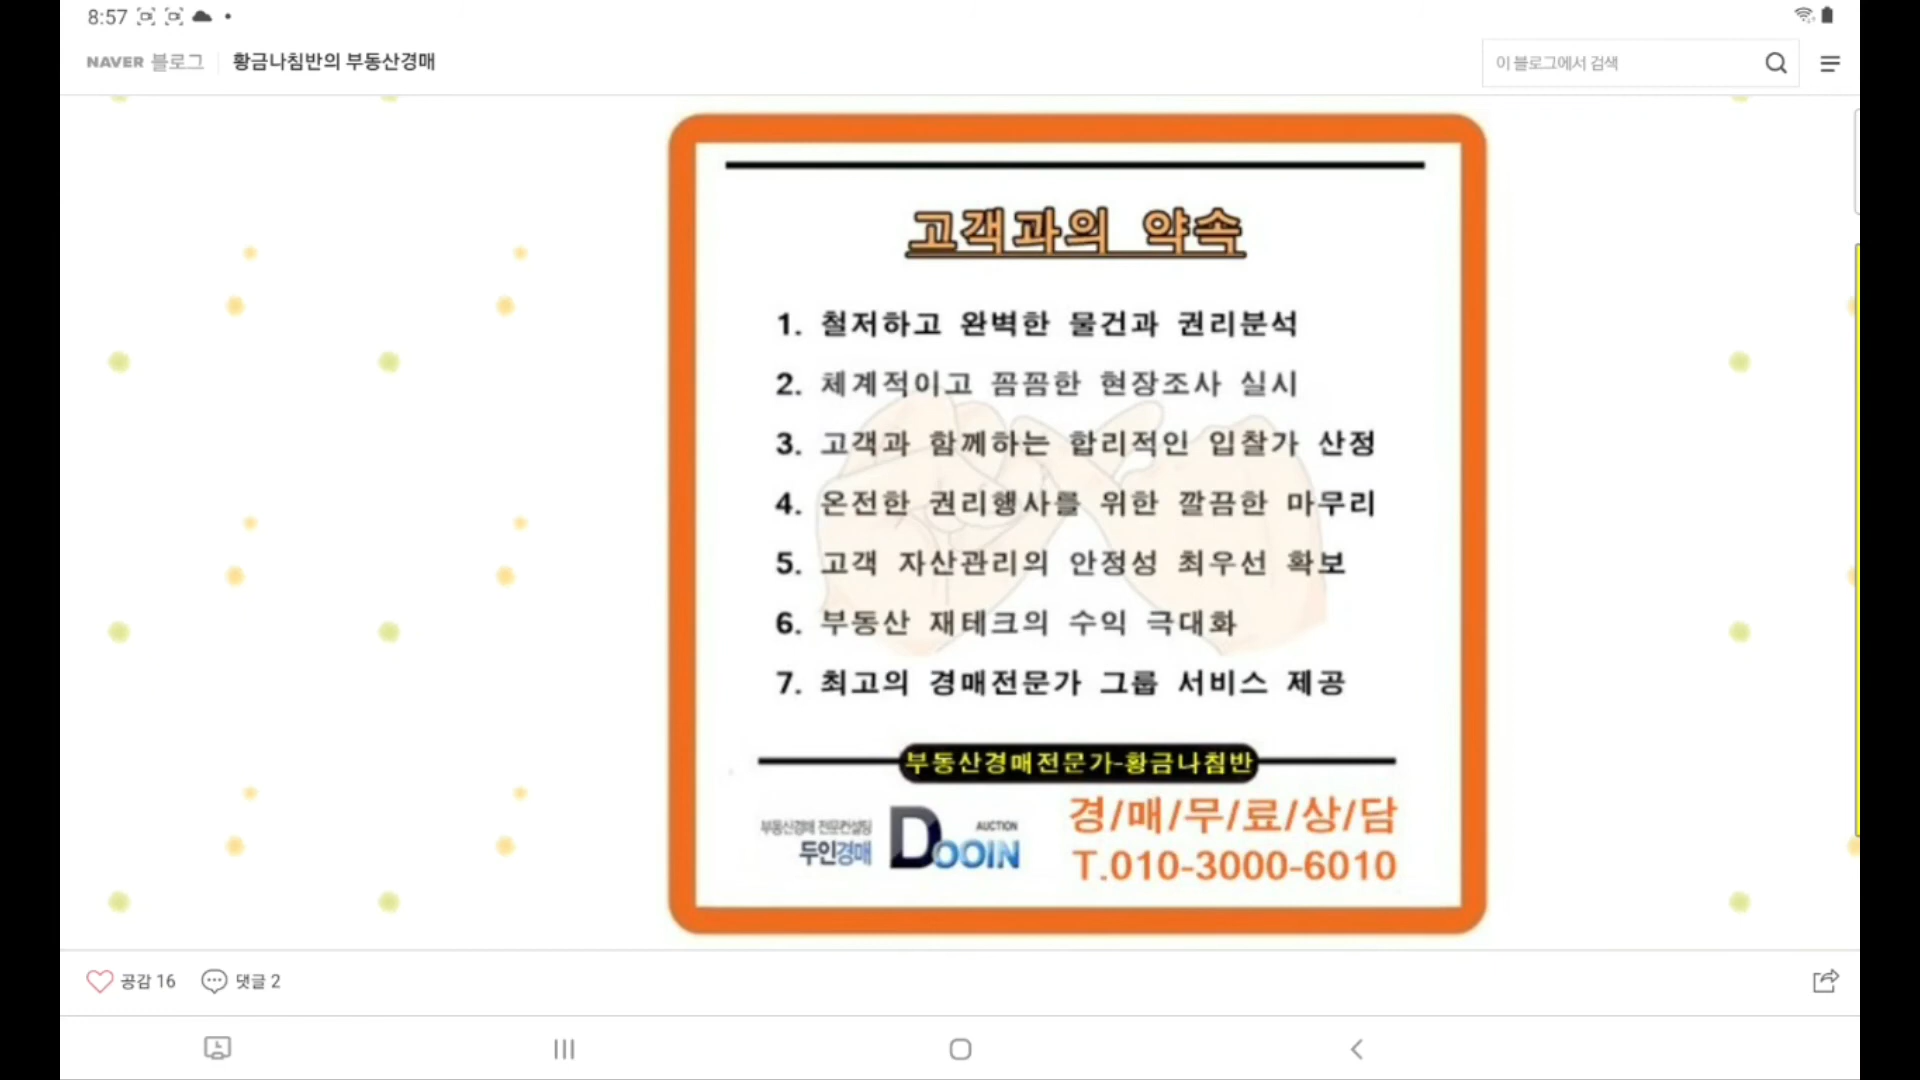 8:57
NAVER 블로그 황금나침반의 부동산경매
이 블로그에서 검색
고객과의 약속
1. 철저하고 완벽한 물건과 권리분석
2. 체계적이고 꼼꼼한 현장조사 실시
3. 고객과 함께하는 합리적인 입찰가 산정
4. 온전한 권리행사를 위한 깔끔한 마무리
5. 고객 자산관리의 안정성 최우선 확보
6. 부동산 재테크의 수익 극대화
7. 최고의 경매전문가 그룹 서비스 제공
부동산경매전문가-황금나침반
부동산경매 전문컨설팅
두인경매
AUCTION
DOOIN
경/매/무/료/상/담
T.010-3000-6010
공감 16 댓글 2